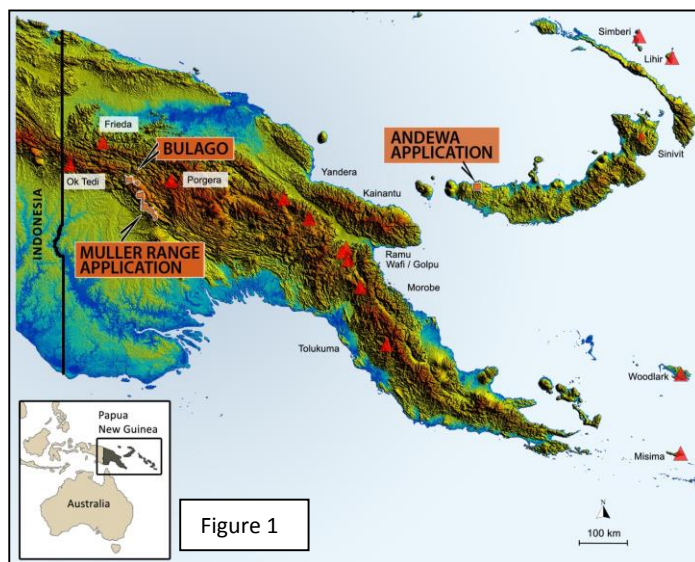 Simberi
Lihir
Frieda
BULAGO
ANDEWA
APPLICATION
Sinivit
Yandera
Ok Tedi
Porgera
Kainantu
INDONESIA
MULLER RANGE
APPLICATION
Ramu
Wafi / Golpu
Morobe
Tolukuma
Woodlark
Papua
New Guinea
Misima
Australia
Figure 1
N
100 km